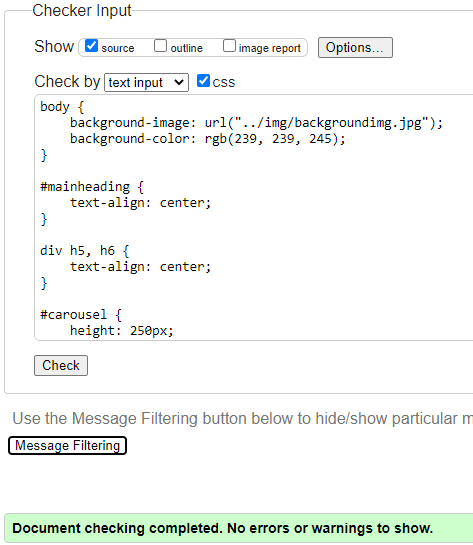 Checker Input
Show source outline image report Options...
Check by text input css
body {
    background-image: url("../img/backgroundimg.jpg");
    background-color: rgb(239, 239, 245);
}

#mainheading {
    text-align: center;
}

div h5, h6 {
    text-align: center;
}

#carousel {
    height: 250px;
Check
Use the Message Filtering button below to hide/show particular m
Message Filtering
Document checking completed. No errors or warnings to show.